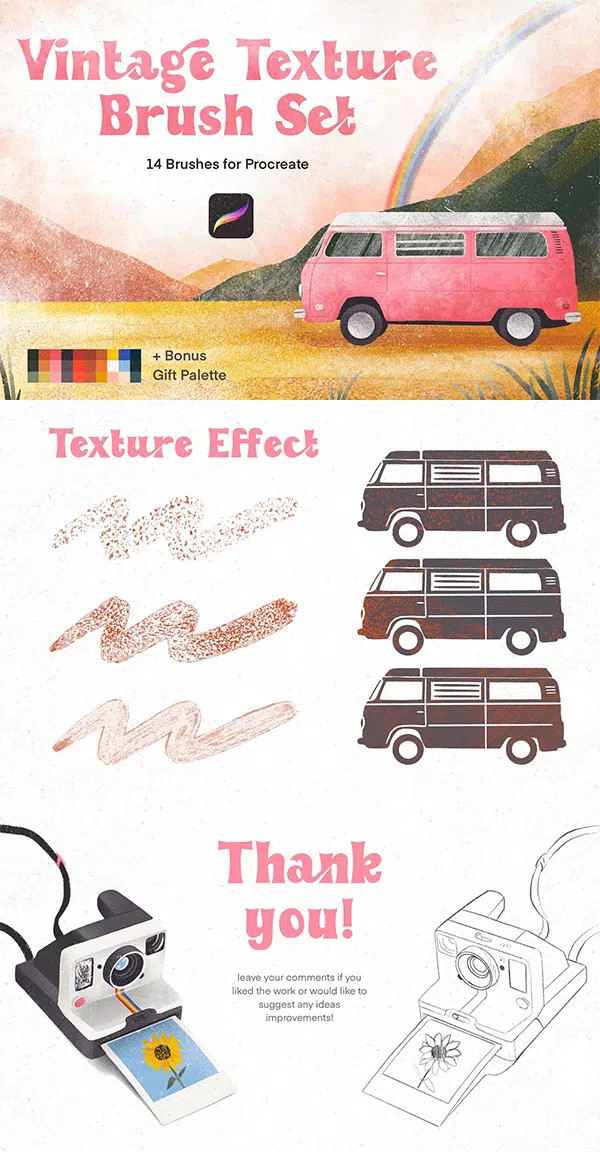 Vintage Texture
Brush Set
14 Brushes for Procreate
+ Bonus
Gift Palette
Texture Effect
Thank
you!
leave your comments if you
liked the work or would like to
suggest any ideas
improvements!